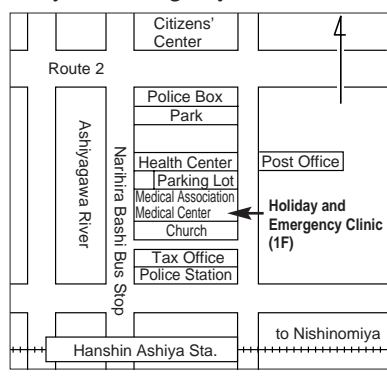 Citizens'
Center
Route 2
Police Box
Park
Ashiyagawa River
Narihira Bashi Bus Stop
Health Center
Post Office
Parking Lot
Medical Association
Medical Center
Holiday and
Emergency Clinic
(1F)
Church
Tax Office
Police Station
to Nishinomiya
Hanshin Ashiya Sta.